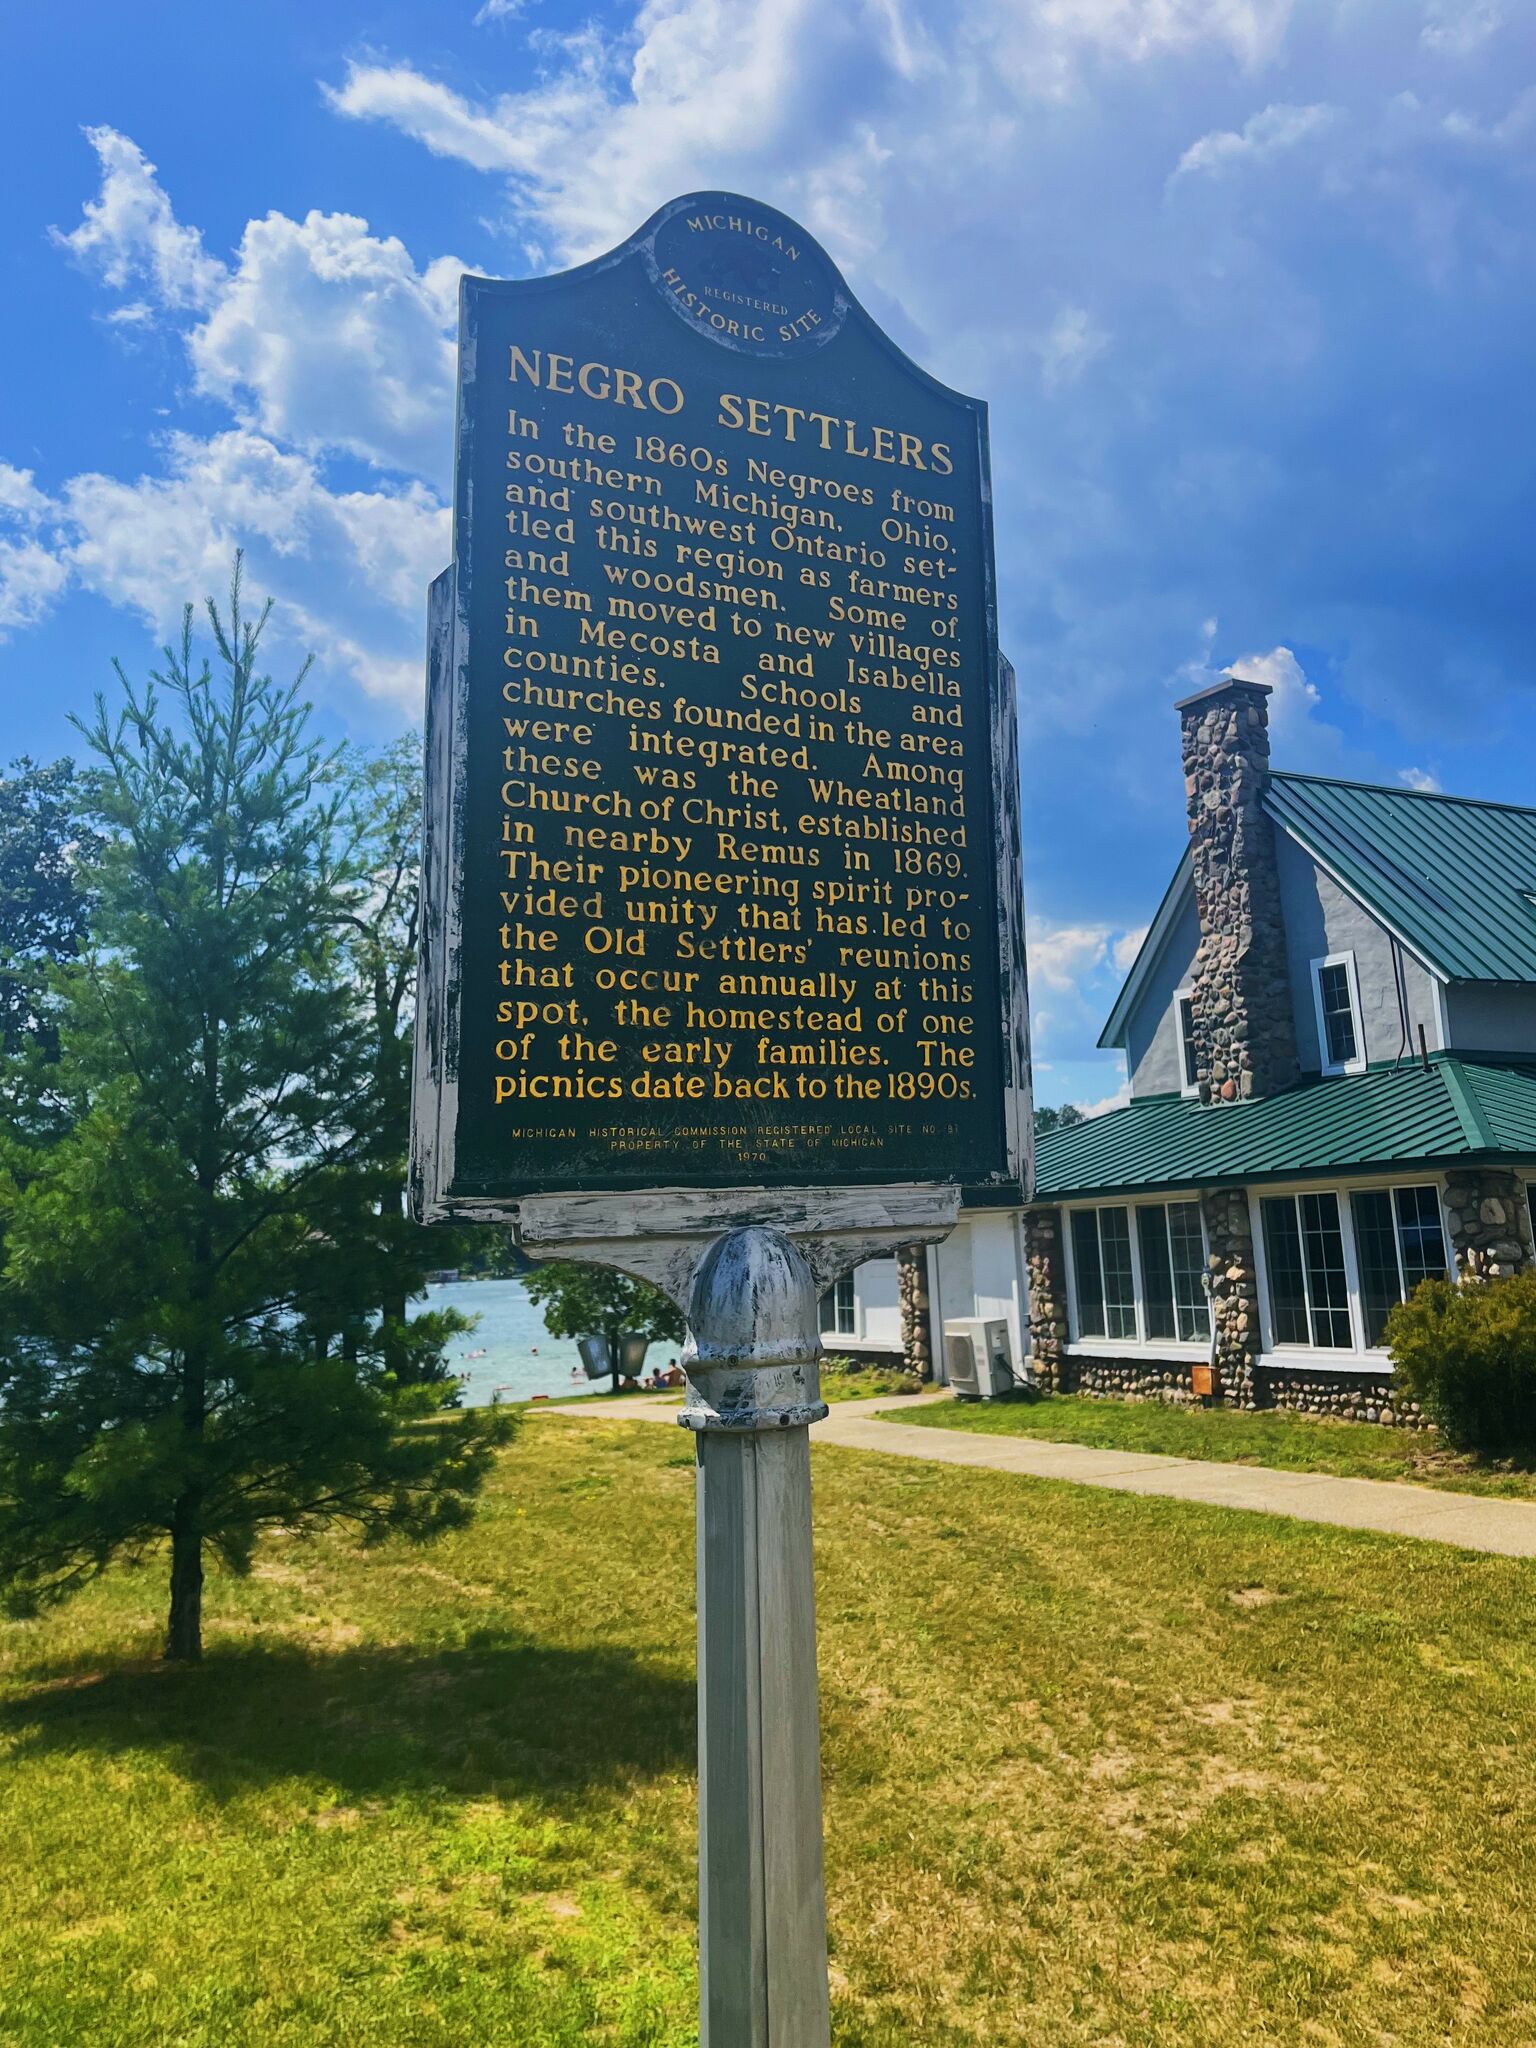 MICHIGAN
REGISTERED
HISTORIC SITE
NEGRO SETTLERS
In the 1860s Negroes from
southern Michigan, Ohio,
and southwest Ontario set-
tled this region as farmers
and woodsmen. Some of
them moved to new villages
in Mecosta and Isabella
counties. Schools and
churches founded in the area
were integrated. Among
these was the Wheatland
Church of Christ, established
in nearby Remus in 1869.
Their pioneering spirit pro-
vided unity that has led to
the Old Settlers' reunions
that occur annually at this
spot, the homestead of one
of the early families. The
picnics date back to the 1890s.
MICHIGAN HISTORICAL COMMISSION REGISTERED LOCAL SITE NO. 81
PROPERTY OF THE STATE OF MICHIGAN
1970